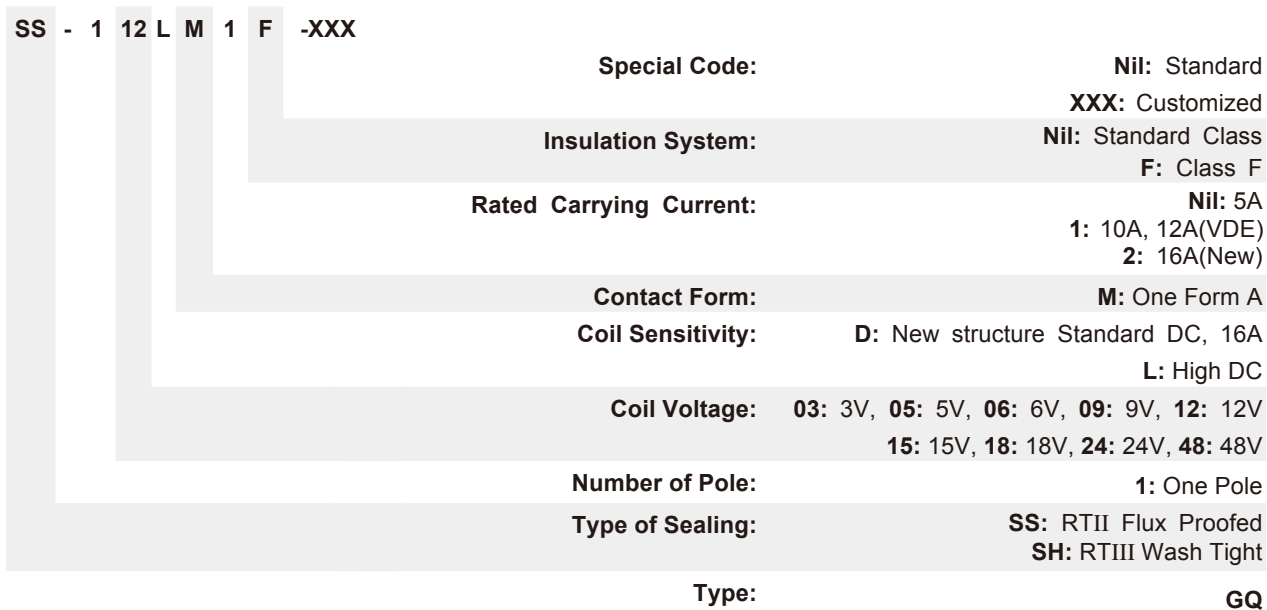 SS - 1 12 L M 1 F -XXX
Special Code: Nil: Standard
XXX: Customized
Insulation System: Nil: Standard Class
F: Class F
Rated Carrying Current: Nil: 5A
1: 10A, 12A(VDE)
2: 16A(New)
Contact Form: M: One Form A
Coil Sensitivity: D: New structure Standard DC, 16A
L: High DC
Coil Voltage: 03: 3V, 05: 5V, 06: 6V, 09: 9V, 12: 12V
15: 15V, 18: 18V, 24: 24V, 48: 48V
Number of Pole: 1: One Pole
Type of Sealing: SS: RTII Flux Proofed
SH: RTIII Wash Tight
Type: GQ